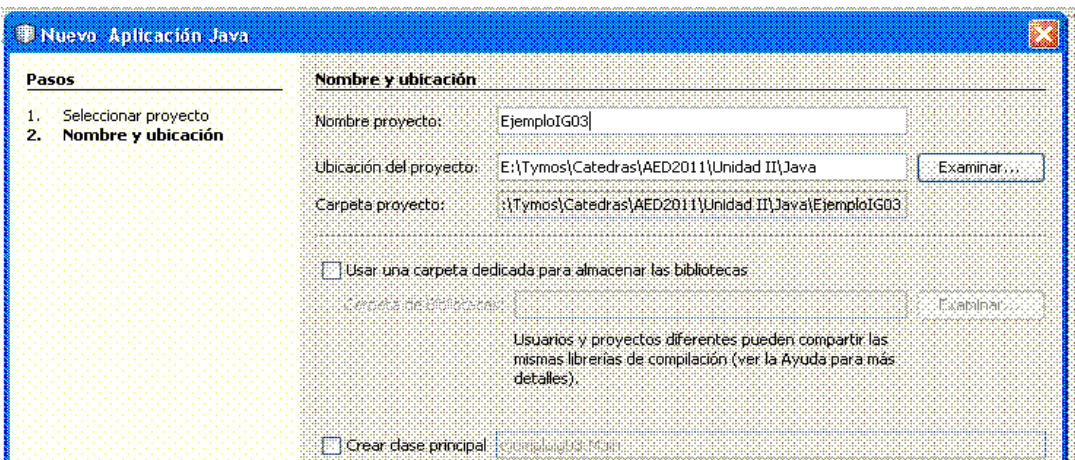 Nuevo Aplicación Java
Pasos
1. Seleccionar proyecto
2. Nombre y ubicación
Nombre y ubicación
Nombre proyecto: EjemploIG03
Ubicación del proyecto: E:\Tymos\Catedras\AED2011\Unidad II\Java Examinar...
Carpeta proyecto: :\Tymos\Catedras\AED2011\Unidad II\Java\EjemploIG03
Usar una carpeta dedicada para almacenar las bibliotecas
Carpeta de Bibliotecas: Examinar...
Usuarios y proyectos diferentes pueden compartir las
mismas librerías de compilación (ver la Ayuda para más
detalles).
Crear clase principal